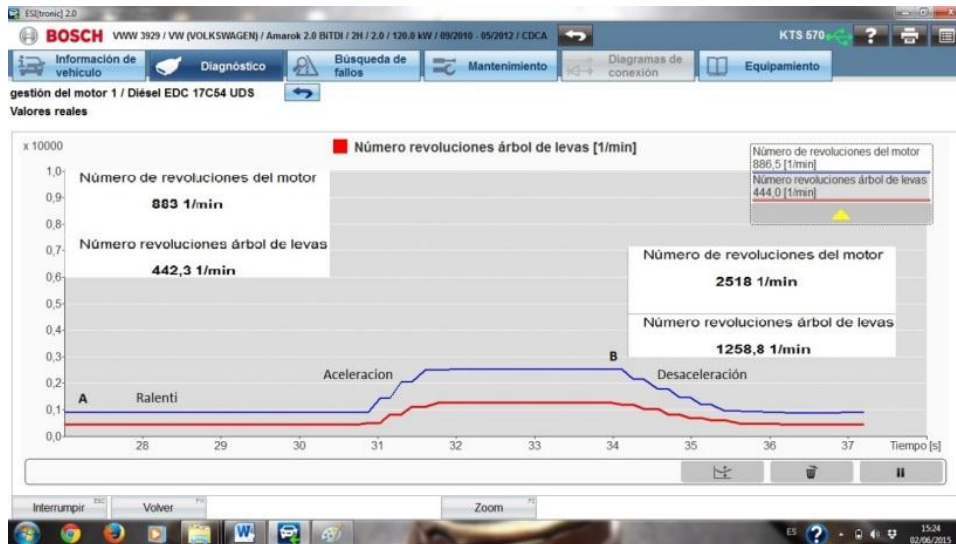 ESI[tronic] 2.0
BOSCH VWW 3929 / VW (VOLKSWAGEN) / Amarok 2.0 BiTDI / 2H / 2.0 / 120.0 kW / 09/2010 - 05/2012 / CDCA
KTS 570
?
Información de
vehículo
Diagnóstico
Búsqueda de
fallos
Mantenimiento
Diagramas de
conexión
Equipamiento
gestión del motor 1 / Diésel EDC 17C54 UDS
Valores reales
x 10000
Número revoluciones árbol de levas [1/min]
Número de revoluciones del motor
886,5 [1/min]
Número revoluciones árbol de levas
444,0 [1/min]
1,0
0,9
0,8
0,7
0,6
0,5
0,4
0,3
0,2
0,1
0,0
Número de revoluciones del motor
883 1/min
Número revoluciones árbol de levas
442,3 1/min
Número de revoluciones del motor
2518 1/min
Número revoluciones árbol de levas
1258,8 1/min
A
Ralenti
Aceleracion
B
Desaceleración
28 29 30 31 32 33 34 35 36 37 Tiempo [s]
Interrumpir ESC
Volver
Zoom
W
ES
?
15:24
02/06/2015